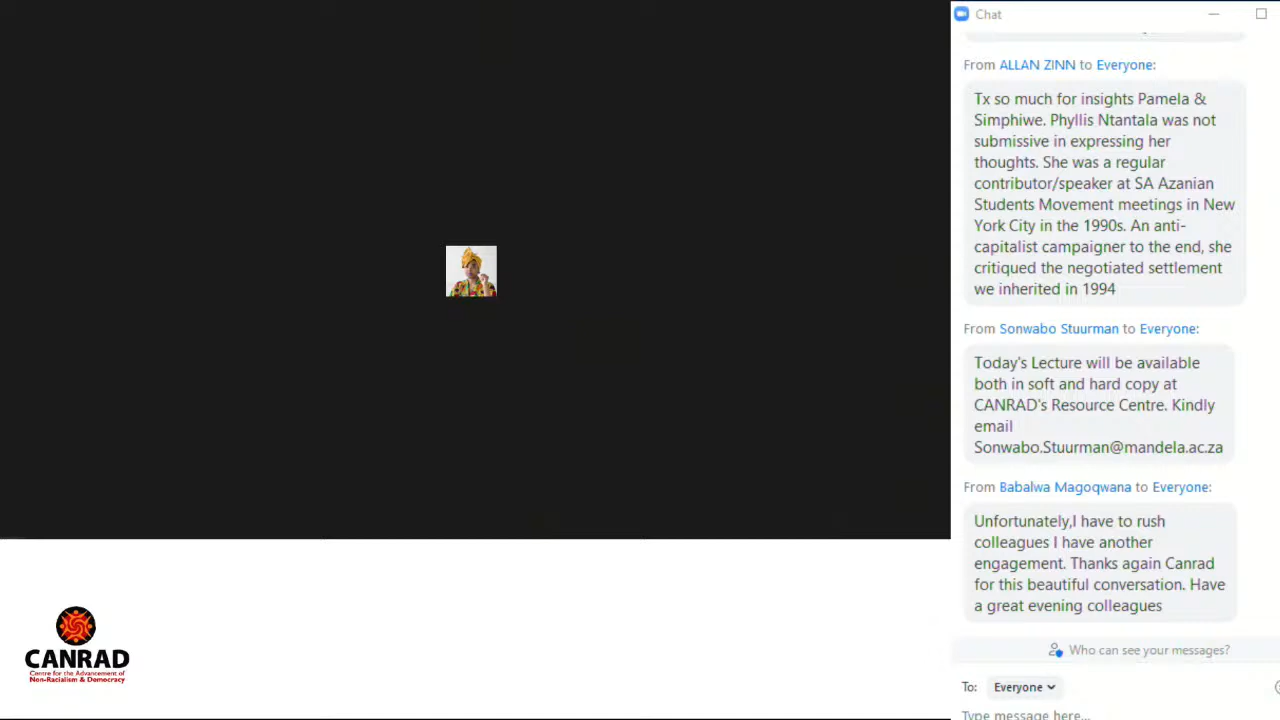 Chat
From ALLAN ZINN to Everyone:
Tx so much for insights Pamela &
Simphiwe. Phyllis Ntantala was not
submissive in expressing her
thoughts. She was a regular
contributor/speaker at SA Azanian
Students Movement meetings in New
York City in the 1990s. An anti-
capitalist campaigner to the end, she
critiqued the negotiated settlement
we inherited in 1994
From Sonwabo Stuurman to Everyone:
Today's Lecture will be available
both in soft and hard copy at
CANRAD's Resource Centre. Kindly
email
Sonwabo.Stuurman@mandela.ac.za
From Babalwa Magoqwana to Everyone:
Unfortunately,I have to rush
colleagues I have another
engagement. Thanks again Canrad
for this beautiful conversation. Have
a great evening colleagues
Who can see your messages?
To: Everyone
Type message here...
CANRAD
Centre for the Advancement of
Non-Racialism & Democracy